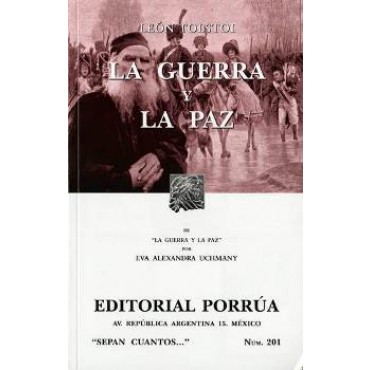 LEÓN TOLSTOI
LA GUERRA
Y
LA PAZ
DE
"LA GUERRA Y LA PAZ"
POR
EVA ALEXANDRA UCHMANY
EDITORIAL PORRÚA
AV. REPÚBLICA ARGENTINA 15. MÉXICO
"SEPAN CUANTOS..."
NÚM. 201